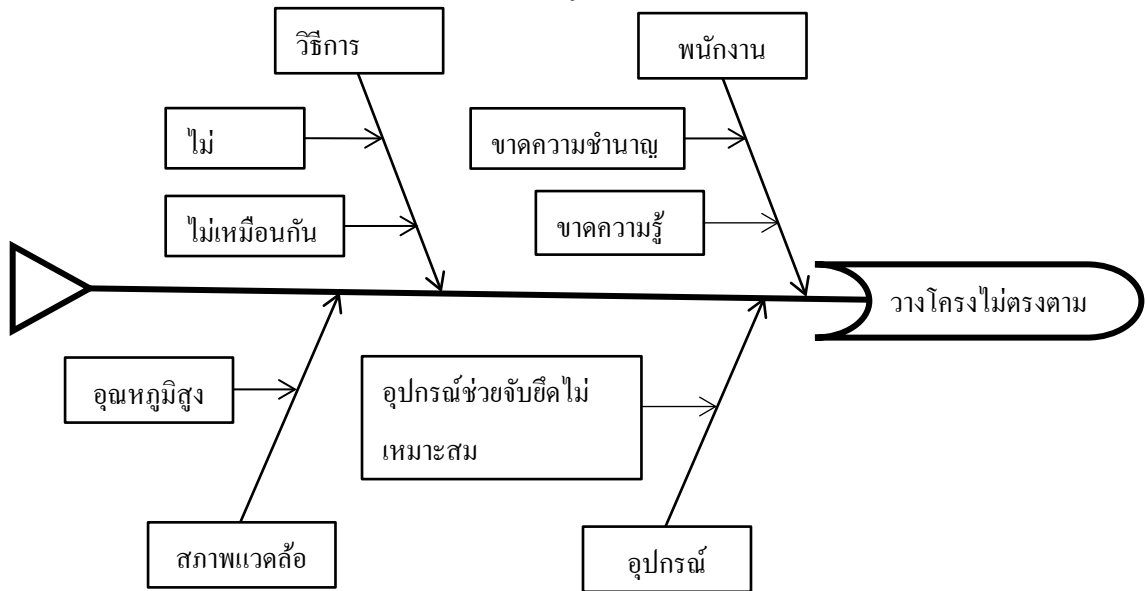 วิธีการ
พนักงาน
ไม่
ขาดความชำนาญ
ไม่เหมือนกัน
ขาดความรู้
วางโครงไม่ตรงตาม
อุณหภูมิสูง
อุปกรณ์ช่วยจับยึดไม่
เหมาะสม
สภาพแวดล้อ
อุปกรณ์